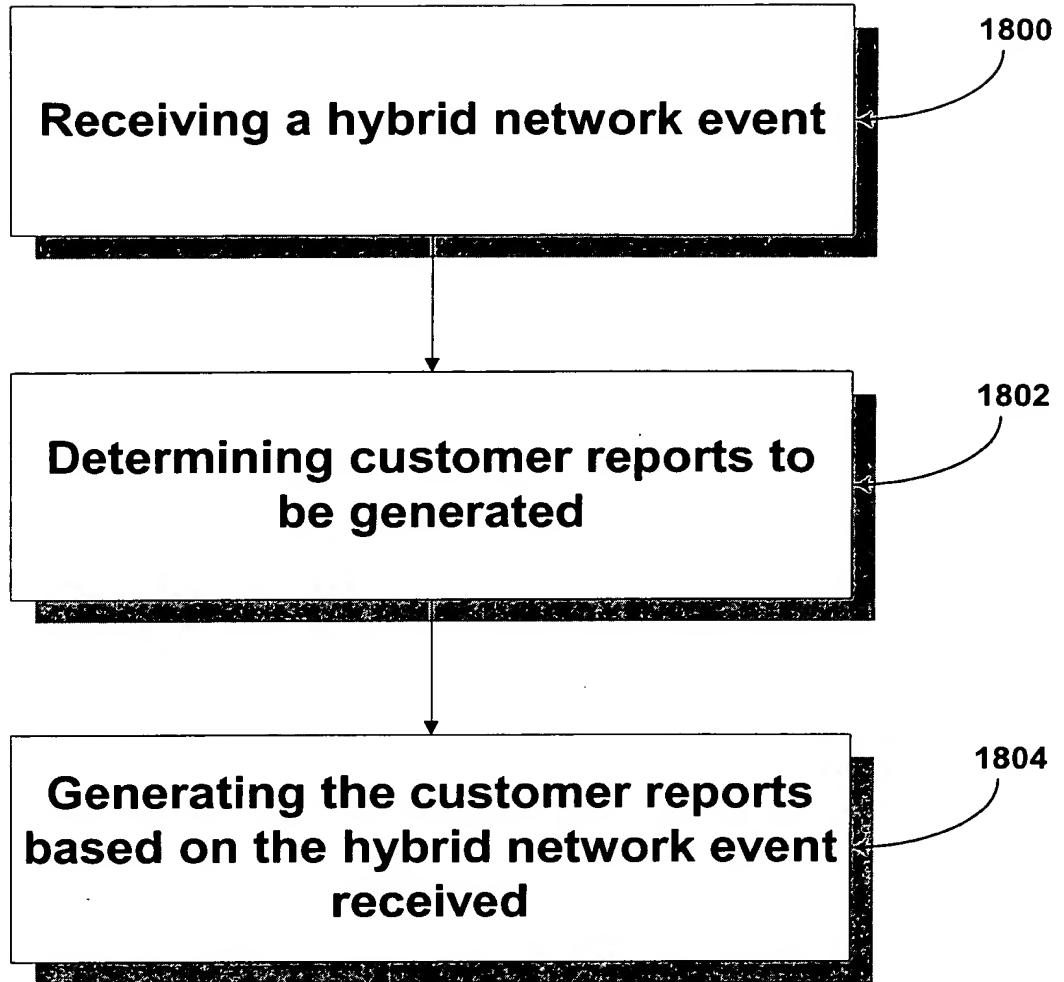 1800
Receiving a hybrid network event
1802
Determining customer reports to
be generated
1804
Generating the customer reports
based on the hybrid network event
received